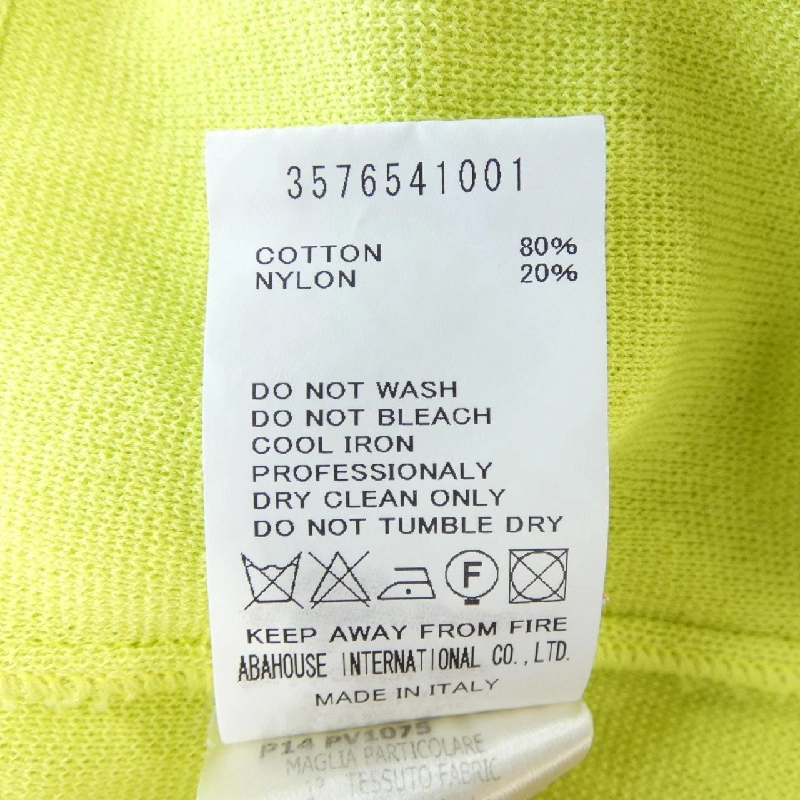 3576541001
COTTON 80%
NYLON 20%
DO NOT WASH
DO NOT BLEACH
COOL IRON
PROFESSIONALY
DRY CLEAN ONLY
DO NOT TUMBLE DRY
F
KEEP AWAY FROM FIRE
ABAHOUSE INTERNATIONAL CO.,LTD.
MADE IN ITALY
P14 PV1075
MAGLIA PARTICOLARE
1° TESSUTO FABRIC